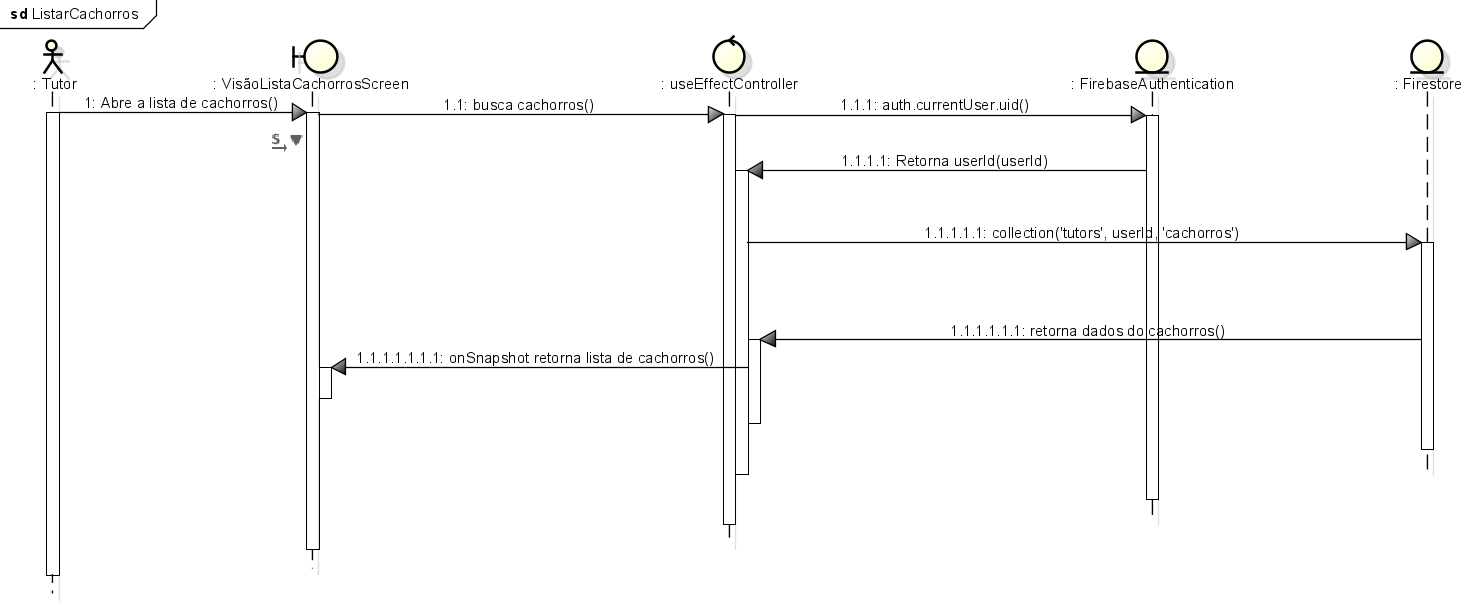 sd ListarCachorros
: Tutor
: VisãoListaCachorrosScreen
: useEffectController
: FirebaseAuthentication
: Firestore
1: Abre a lista de cachorros()
1.1: busca cachorros()
1.1.1: auth.currentUser.uid()
S
1.1.1.1: Retorna userId(userId)
1.1.1.1.1: collection('tutors', userId, 'cachorros')
1.1.1.1.1.1: retorna dados do cachorros()
1.1.1.1.1.1.1: onSnapshot retorna lista de cachorros()